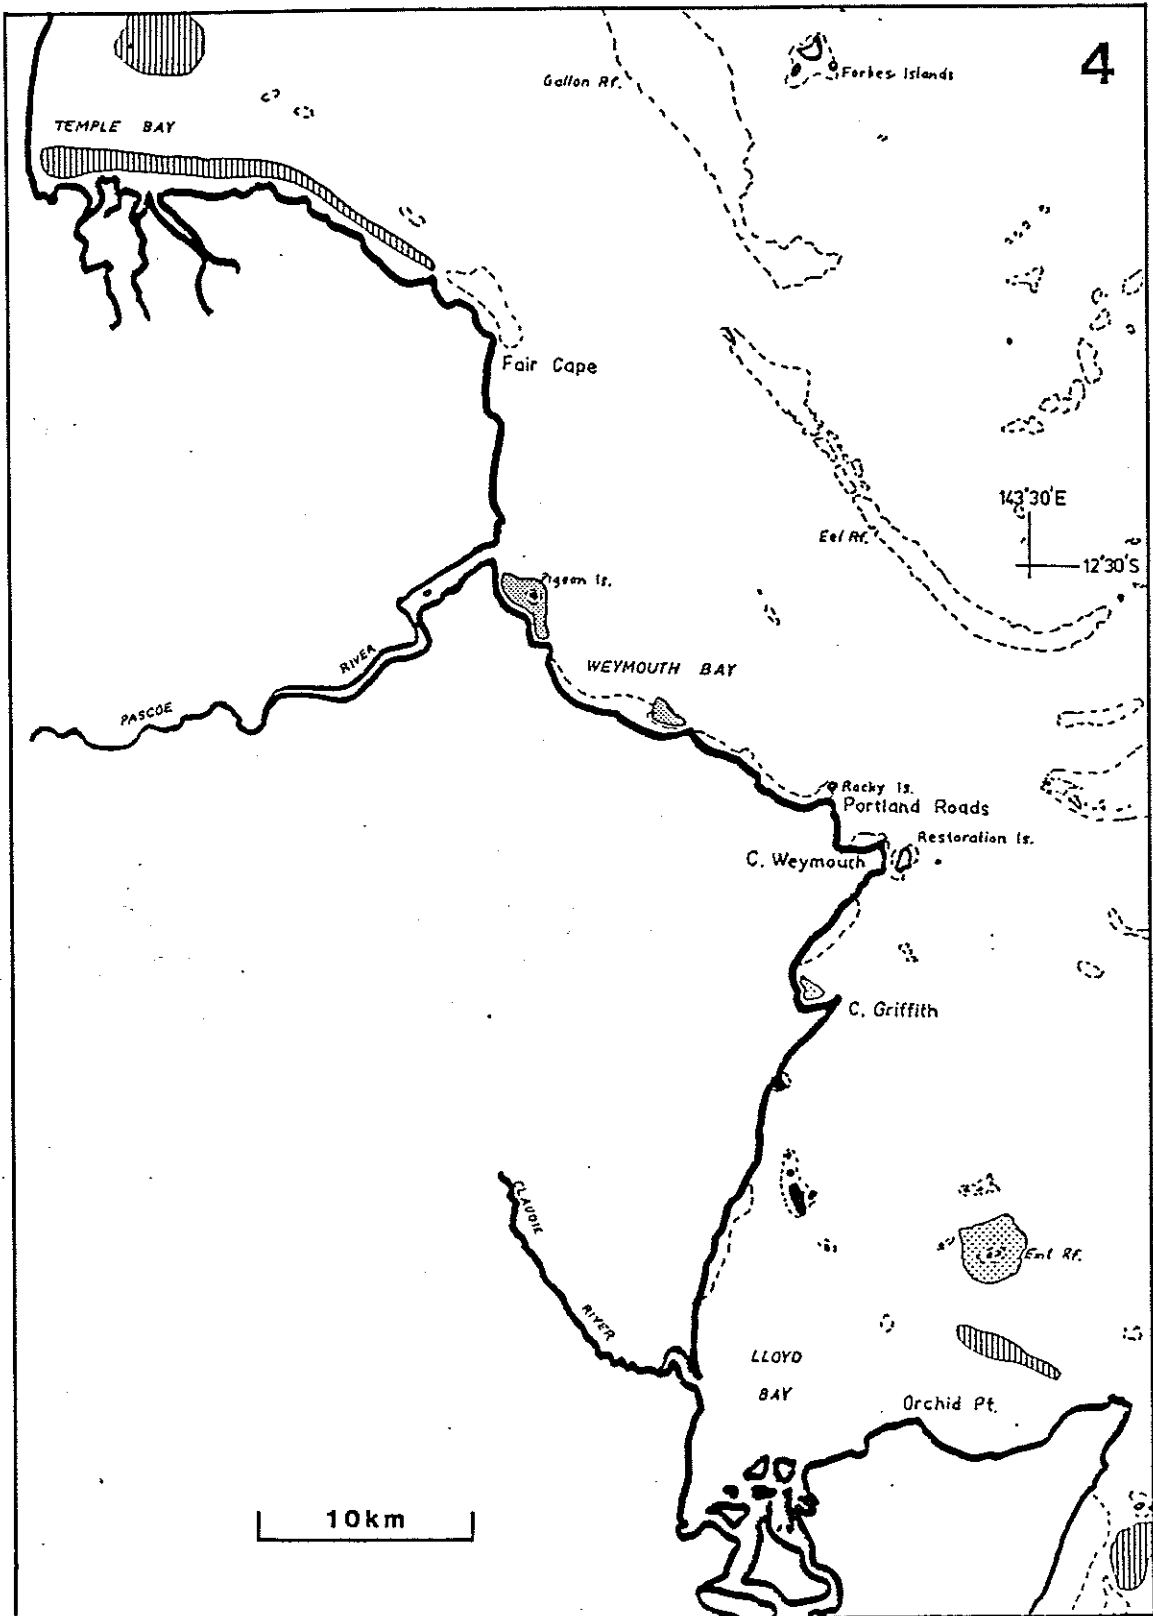 4
Gallon Rf.
Forbes Islands
TEMPLE BAY
Fair Cape
143°30'E
12°30'S
Eel Rf.
Pigeon Is.
RIVER
PASCOE
WEYMOUTH BAY
Rocky Is.
Portland Roads
Restoration Is.
C. Weymouth
C. Griffith
CLAUDIE
RIVER
Rf.
LLOYD
BAY
Orchid Pt.
10km